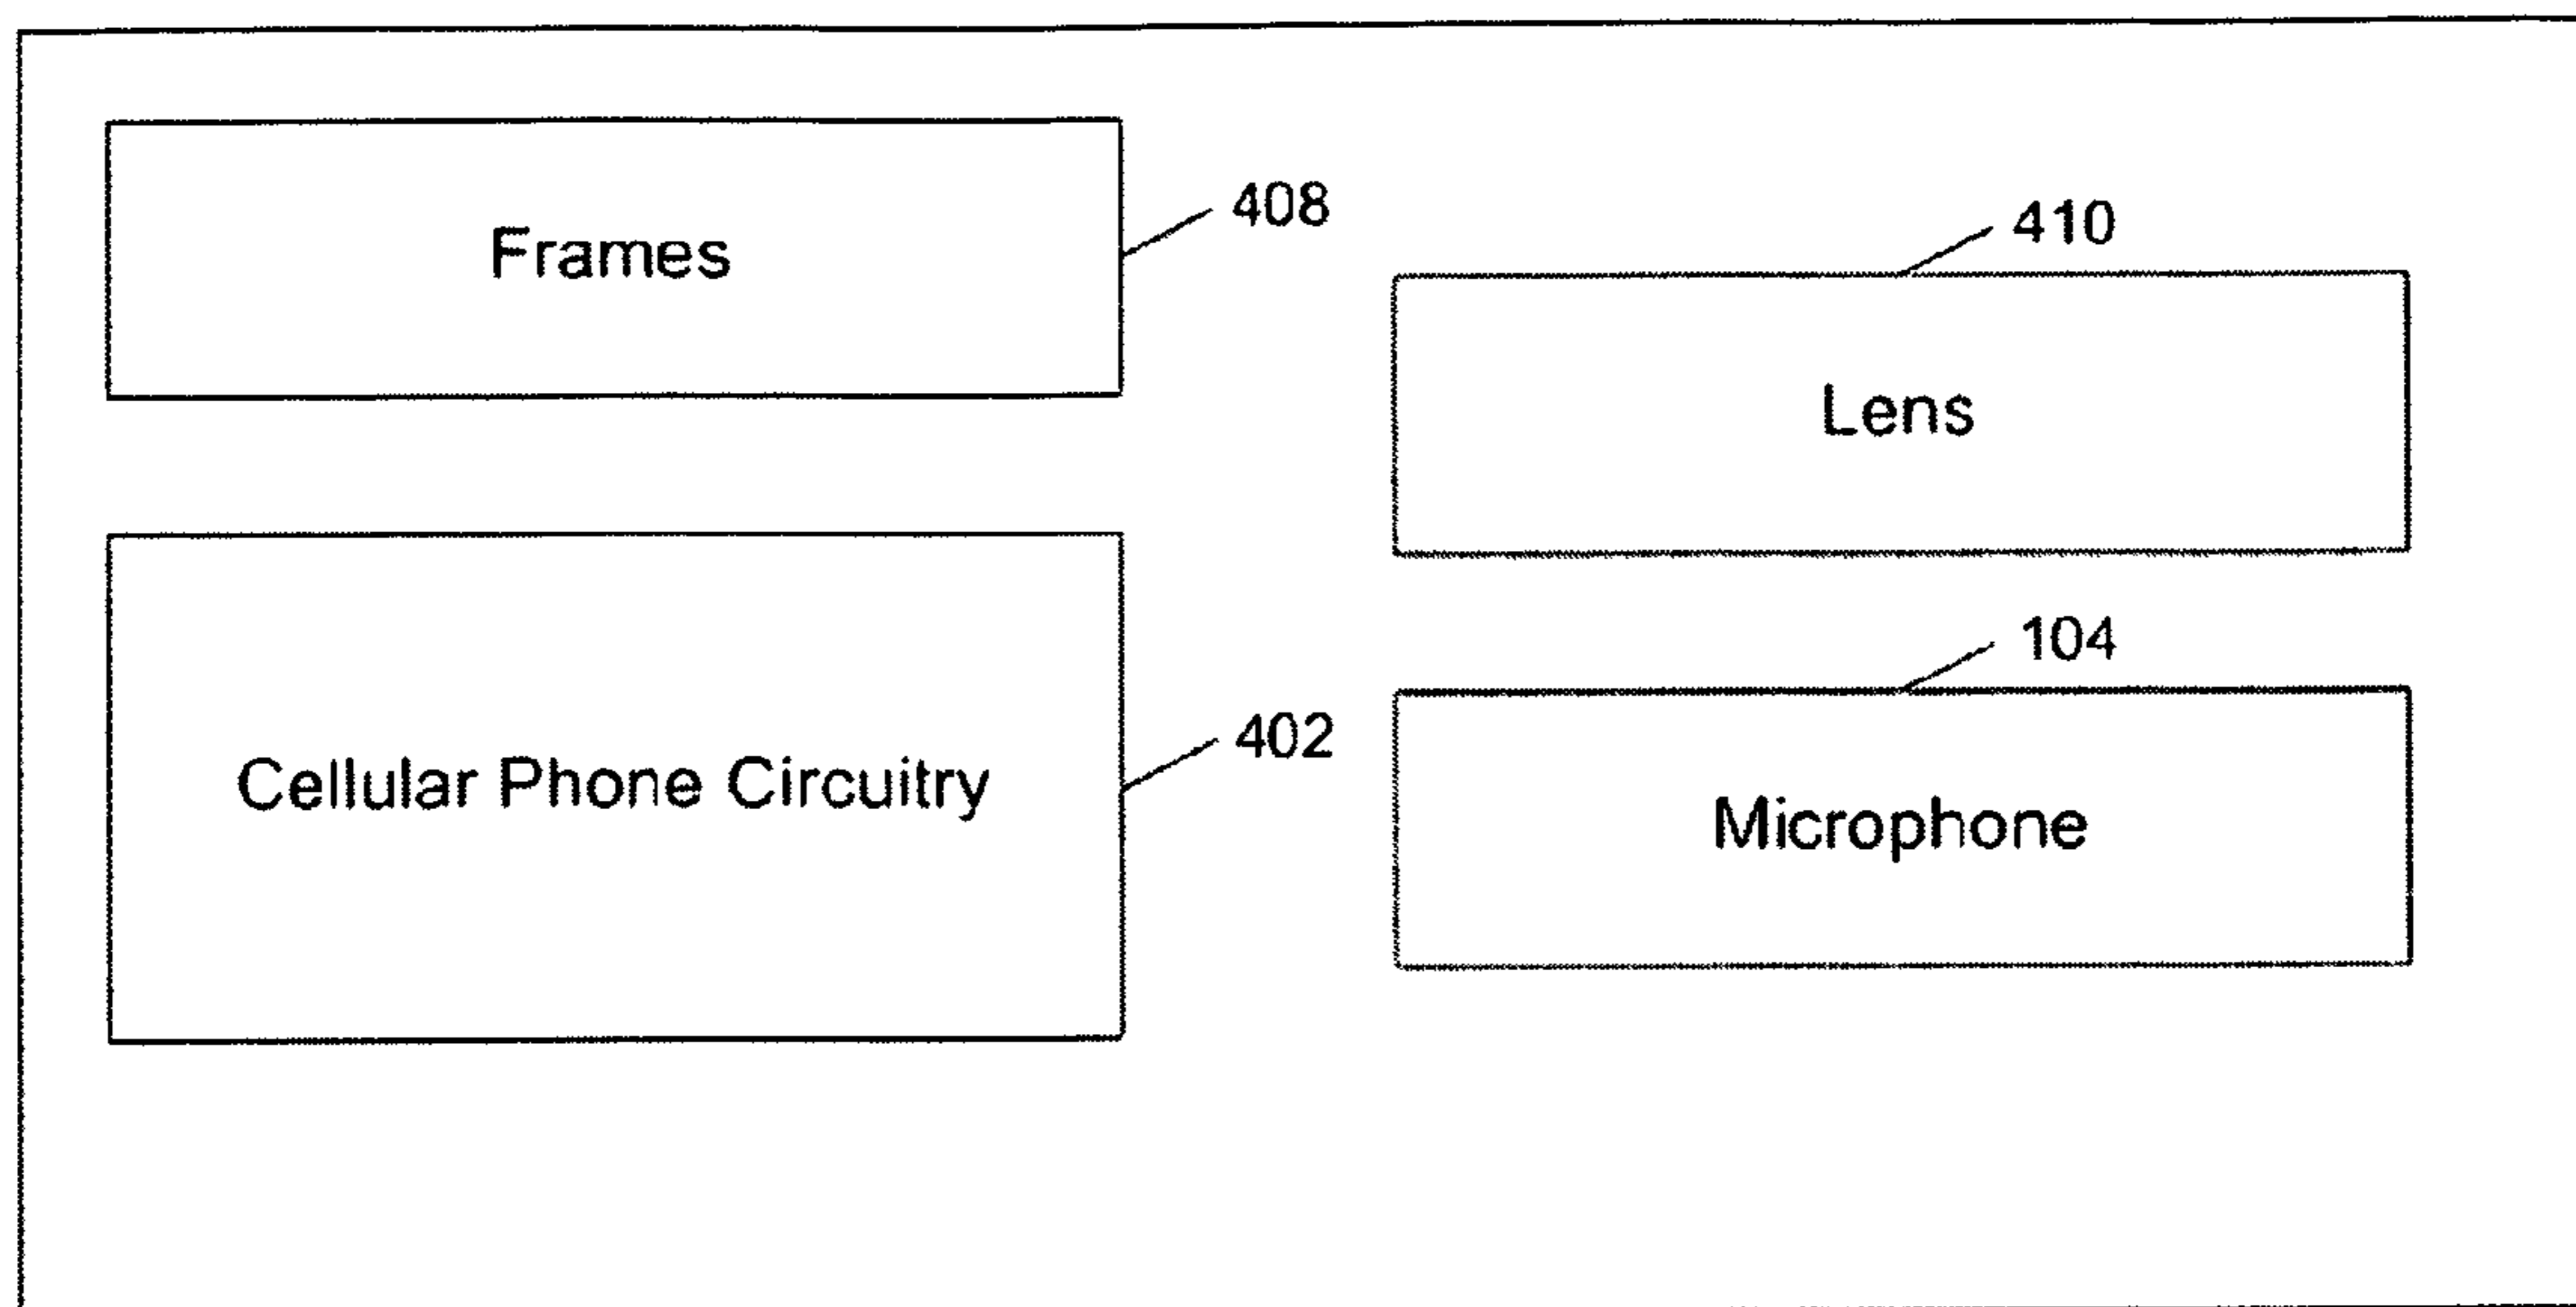 Frames
408
410
Lens
Cellular Phone Circuitry
402
104
Microphone